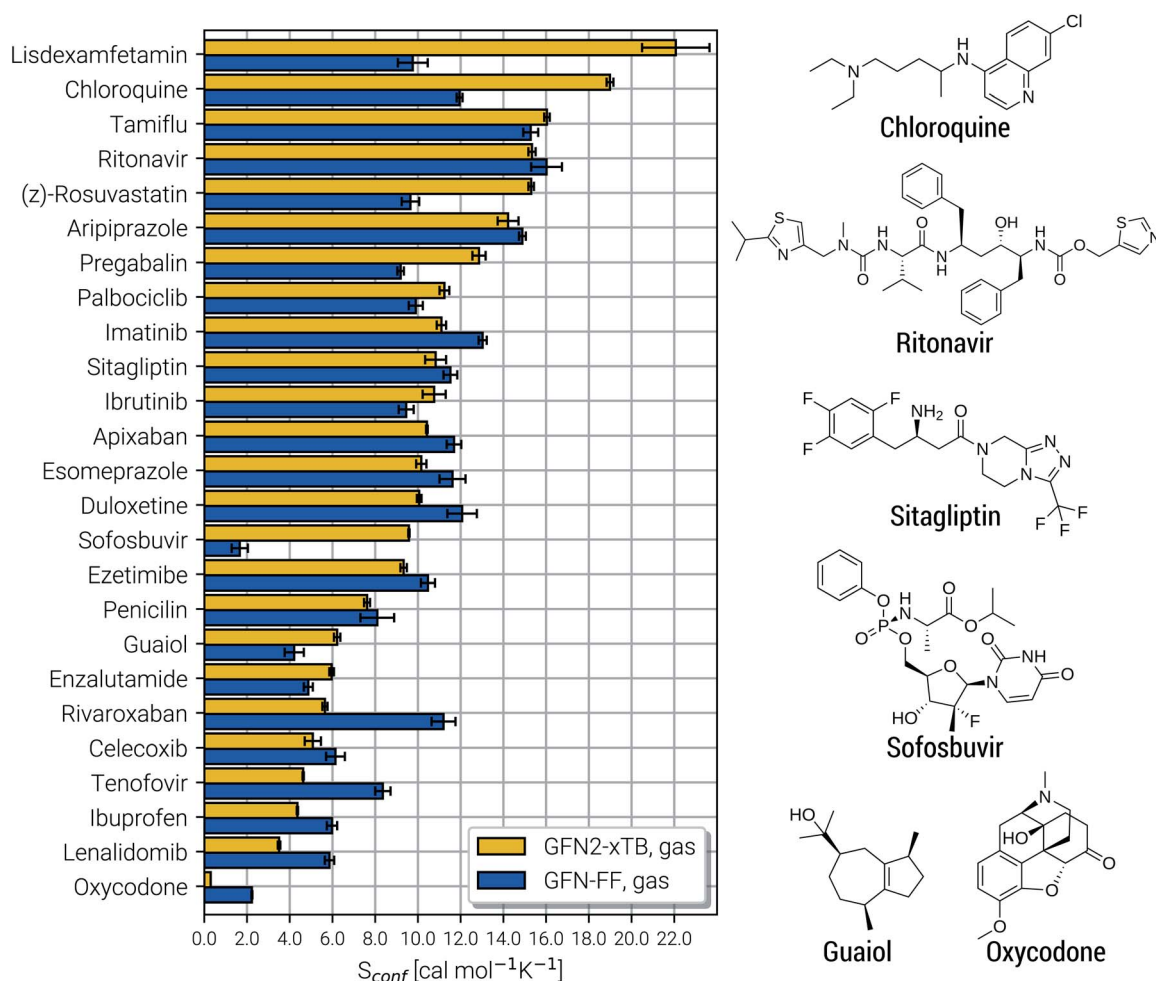 Lisdexamfetamin
Chloroquine
Tamiflu
Ritonavir
(z)-Rosuvastatin
Aripiprazole
Pregabalin
Palbociclib
Imatinib
Sitagliptin
Ibrutinib
Apixaban
Esomeprazole
Duloxetine
Sofosbuvir
Ezetimibe
Penicilin
Guaiol
Enzalutamide
Rivaroxaban
Celecoxib
Tenofovir
Ibuprofen
Lenalidomib
Oxycodone
GFN2-xTB, gas
GFN-FF, gas
0.0 2.0 4.0 6.0 8.0 10.0 12.0 14.0 16.0 18.0 20.0 22.0
S_conf [cal mol⁻¹K⁻¹]
Cl
H
N
N
N
Chloroquine
S
N
N
H
N
O
O
N
H
OH
H
N
O
O
S
N
Ritonavir
F
F
F
NH₂
O
N
N
N
N
F
F
F
Sitagliptin
O
H
N
O
P
O
O
O
O
O
NH
N
O
HO
F
Sofosbuvir
HO
Guaiol
N
HO
O
O
O
Oxycodone